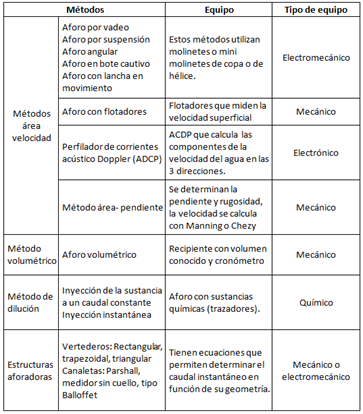 Métodos
Equipo
Tipo de equipo
Métodos
área
velocidad
Aforo por vadeo
Aforo por suspensión
Aforo angular
Aforo en bote cautivo
Aforo con lancha en
movimiento
Estos métodos utilizan
molinetes o mini
molinetes de copa o de
hélice.
Electromecánico
Aforo con flotadores
Flotadores que miden la
velocidad superficial
Mecánico
Perfilador de corrientes
acústico Doppler (ADCP)
ACDP que calcula las
componentes de la
velocidad del agua en las
3 direcciones.
Electrónico
Método área- pendiente
Se determinan la
pendiente y rugosidad,
la velocidad se calcula
con Manning o Chezy
Mecánico
Método
volumétrico
Aforo volumétrico
Recipiente con volumen
conocido y cronómetro
Mecánico
Método de
dilución
Inyección de la sustancia
a un caudal constante
Inyección instantánea
Aforo con sustancias
químicas (trazadores).
Químico
Estructuras
aforadoras
Vertederos: Rectangular,
trapezoidal, triangular
Canaletas: Parshall,
medidor sin cuello, tipo
Balloffet
Tienen ecuaciones que
permiten determinar el
caudal instantáneo en
función de su geometría.
Mecánico o
electromecánico